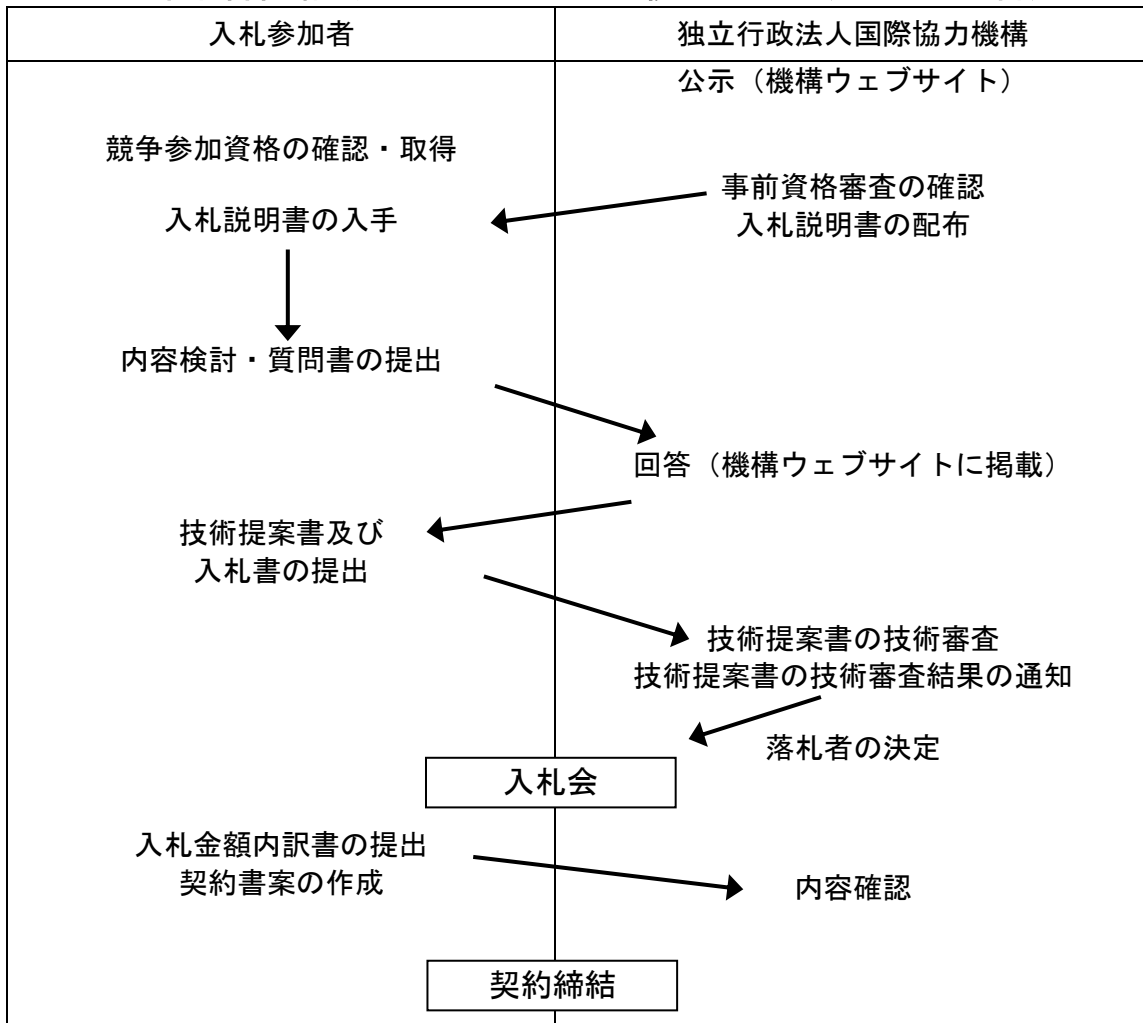 入札参加者
独立行政法人国際協力機構
公示（機構ウェブサイト）
競争参加資格の確認・取得
事前資格審査の確認
入札説明書の配布
入札説明書の入手
内容検討・質問書の提出
回答（機構ウェブサイトに掲載）
技術提案書及び
入札書の提出
技術提案書の技術審査
技術提案書の技術審査結果の通知
落札者の決定
入札会
入札金額内訳書の提出
契約書案の作成
内容確認
契約締結